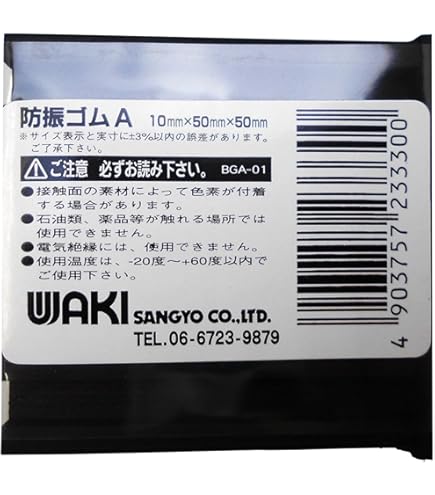 防振ゴムA 10mm×50mm×50mm
※サイズ表示と実寸に±3%以内の誤差があります。
ご了承下さい。
ご注意 必ずお読み下さい。 BGA-01
●接触面の素材によって色素が付着
する場合があります。
●石油類、薬品等が触れる場所では
使用できません。
●電気絶縁には、使用できません。
●使用温度は、-20度～+60度以内で
ご使用下さい。
WAKI SANGYO CO.,LTD.
TEL.06-6723-9879
4 903757 233300